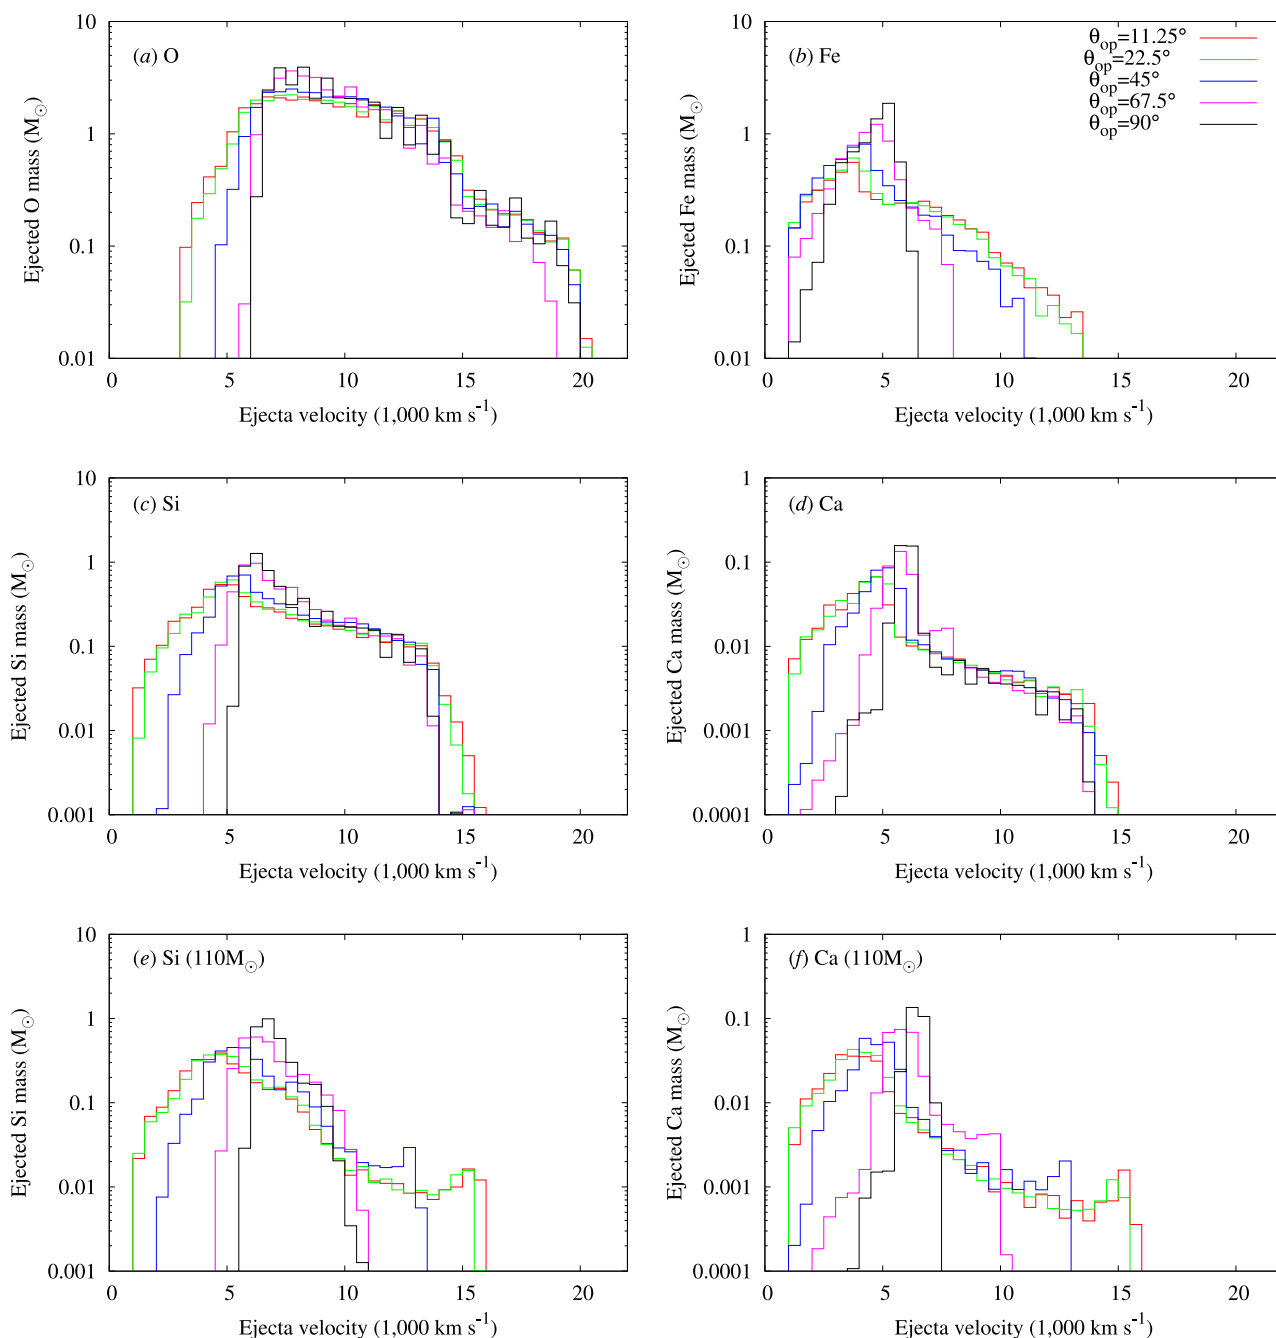 (a) O
10
1
0.1
0.01
Ejected O mass (M☉)
0 5 10 15 20
Ejecta velocity (1,000 km s⁻¹)
(b) Fe
θop=11.25°
θop=22.5°
θop=45°
θop=67.5°
θop=90°
10
1
0.1
0.01
Ejected Fe mass (M☉)
0 5 10 15 20
Ejecta velocity (1,000 km s⁻¹)
(c) Si
10
1
0.1
0.01
0.001
Ejected Si mass (M☉)
0 5 10 15 20
Ejecta velocity (1,000 km s⁻¹)
(d) Ca
1
0.1
0.01
0.001
0.0001
Ejected Ca mass (M☉)
0 5 10 15 20
Ejecta velocity (1,000 km s⁻¹)
(e) Si (110M☉)
10
1
0.1
0.01
0.001
Ejected Si mass (M☉)
0 5 10 15 20
Ejecta velocity (1,000 km s⁻¹)
(f) Ca (110M☉)
1
0.1
0.01
0.001
0.0001
Ejected Ca mass (M☉)
0 5 10 15 20
Ejecta velocity (1,000 km s⁻¹)